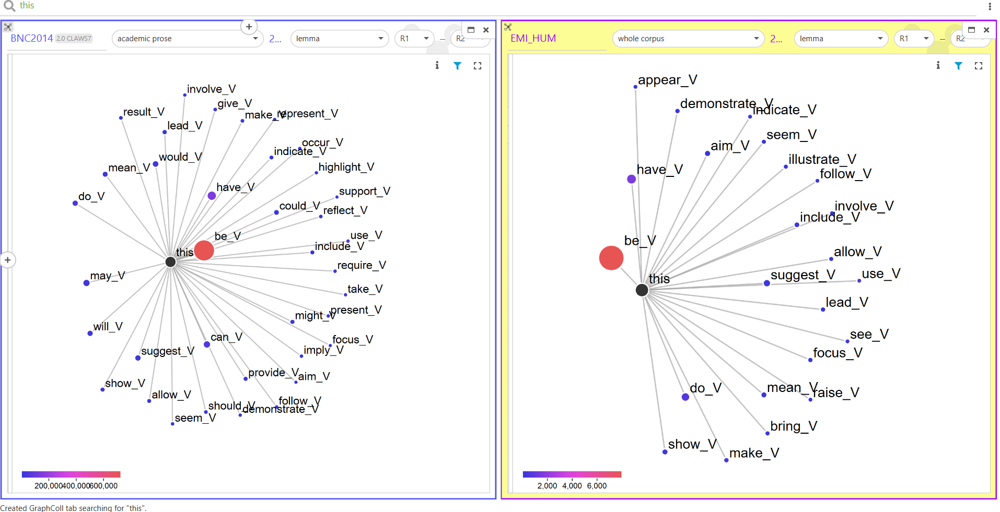 this
BNC2014 2.0 CLAWS7 academic prose 2... lemma R1 – R2
involve_V
give_V
result_V
make_V
represent_V
lead_V
occur_V
indicate_V
would_V
highlight_V
mean_V
have_V
support_V
do_V
could_V
reflect_V
be_V
use_V
include_V
this
require_V
may_V
take_V
present_V
might_V
will_V
can_V
focus_V
imply_V
suggest_V
provide_V
aim_V
show_V
allow_V
follow_V
should_V
demonstrate_V
seem_V
200,000 400,000 600,000
EMI_HUM whole corpus 2... lemma R1 – R2
appear_V
demonstrate_V
indicate_V
seem_V
aim_V
illustrate_V
have_V
follow_V
involve_V
include_V
be_V
allow_V
suggest_V
use_V
this
lead_V
see_V
focus_V
do_V
mean_V
raise_V
bring_V
show_V
make_V
2,000 4,000 6,000
Created GraphColl tab searching for "this".